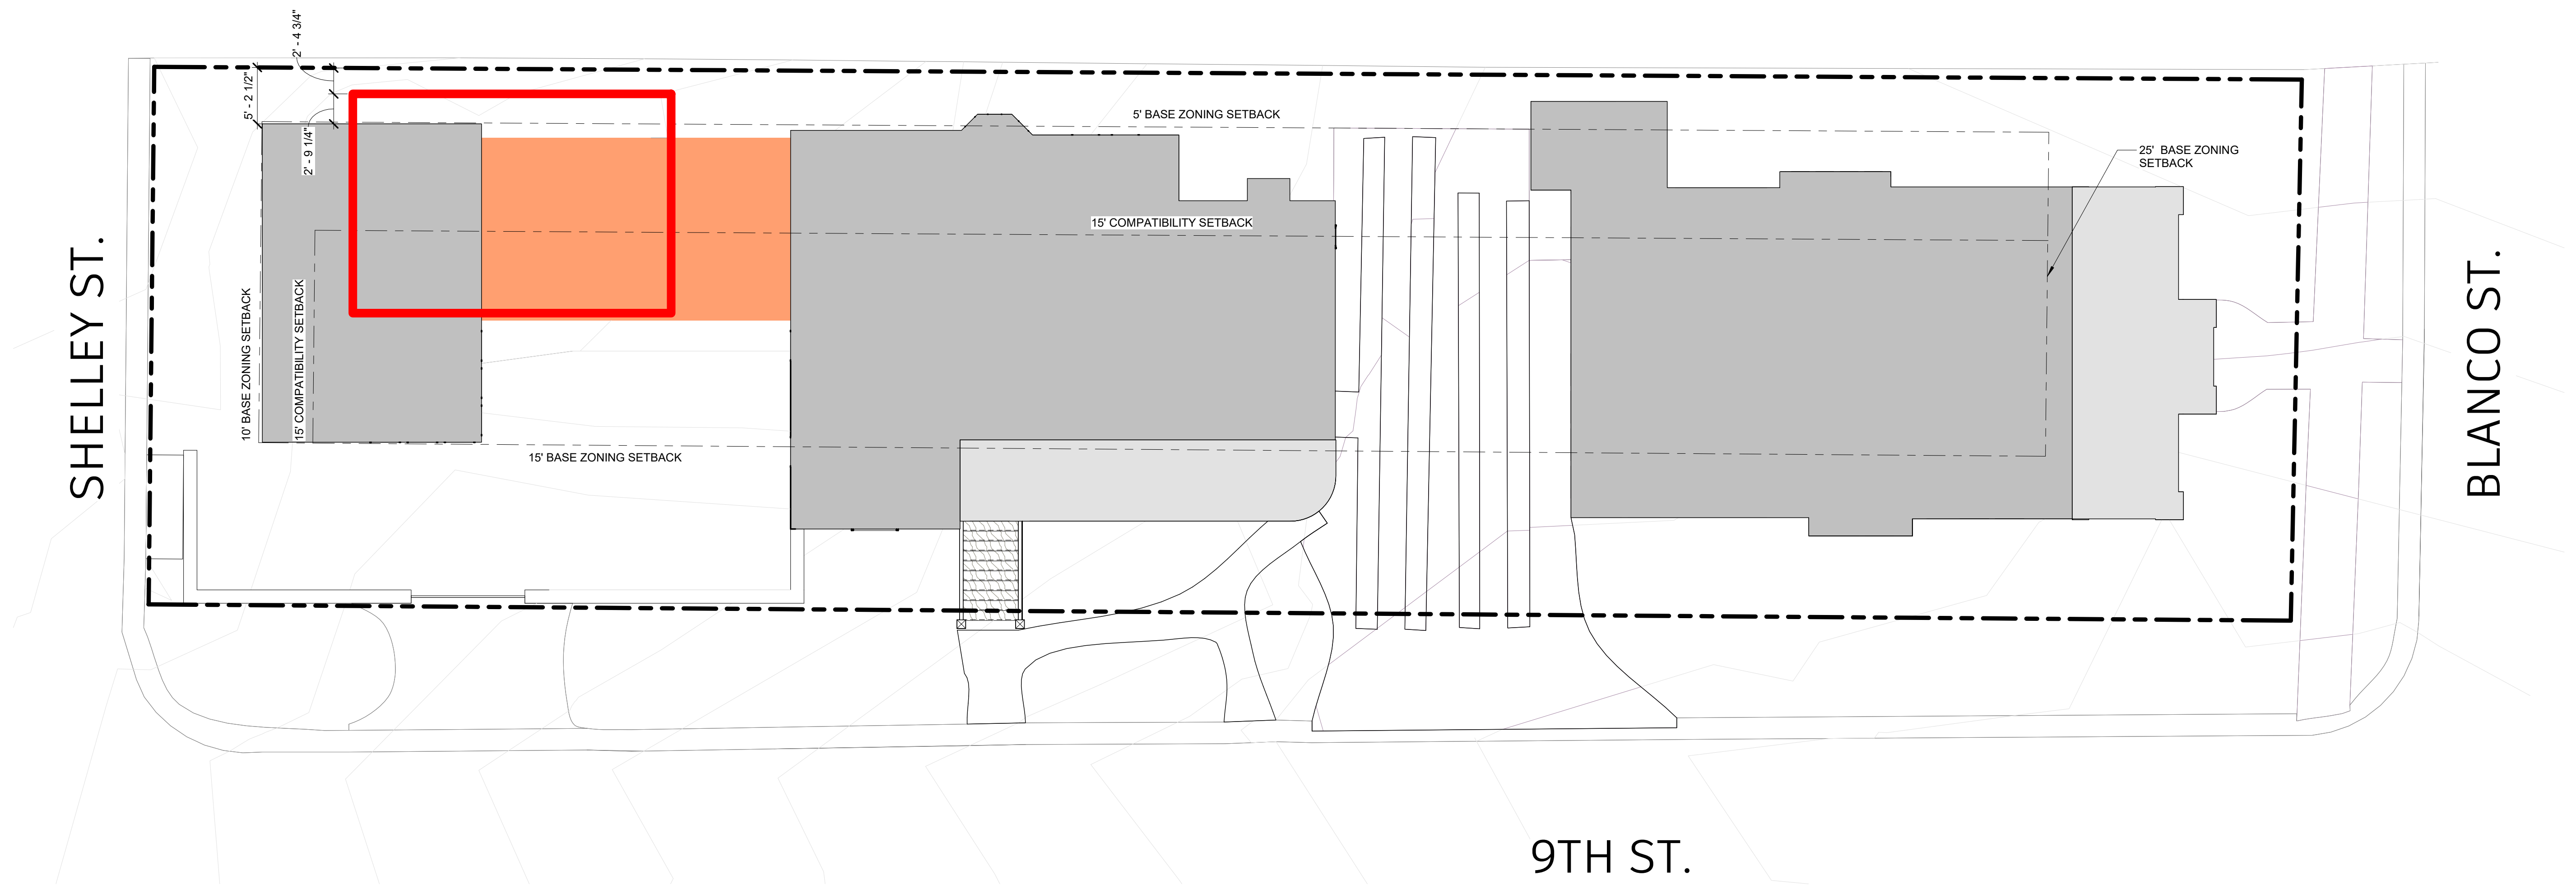 2' - 4 3/4"
5' - 2 1/2"
2' - 9 1/4"
5' BASE ZONING SETBACK
25' BASE ZONING
SETBACK
15' COMPATIBILITY SETBACK
SHELLEY ST.
10' BASE ZONING SETBACK
15' COMPATIBILITY SETBACK
BLANCO ST.
15' BASE ZONING SETBACK
9TH ST.